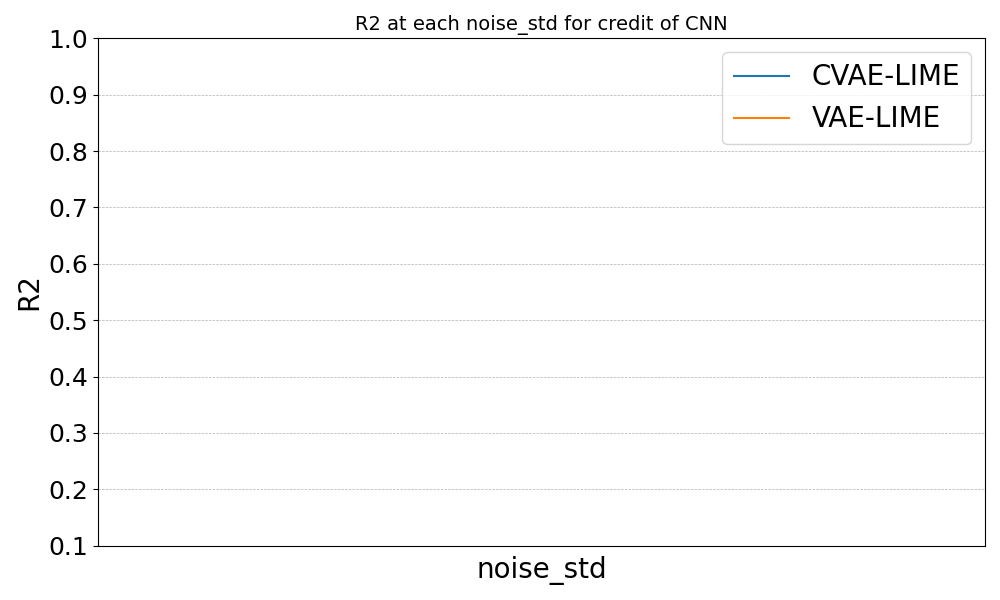 R2 at each noise_std for credit of CNN
1.0
0.9
0.8
0.7
0.6
0.5
0.4
0.3
0.2
0.1
R2
CVAE-LIME
VAE-LIME
noise_std